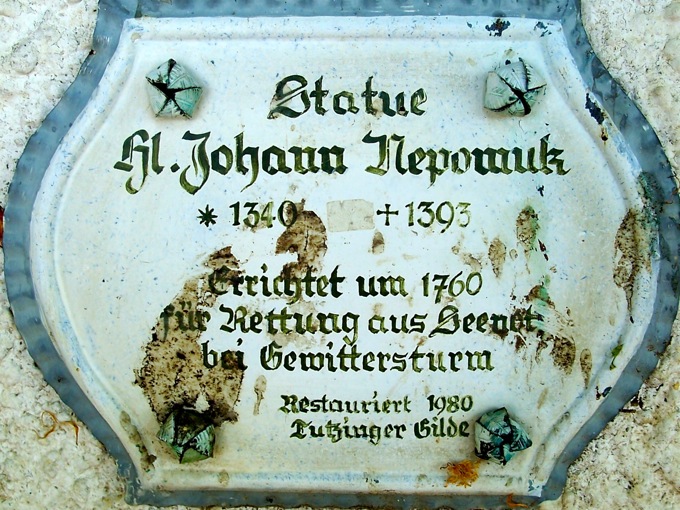 Statue
Hl. Johann Nepomuk
* 1340 + 1393
Errichtet um 1760
für Rettung aus Seenot
bei Gewittersturm
Restauriert 1980
Tutzinger Gilde